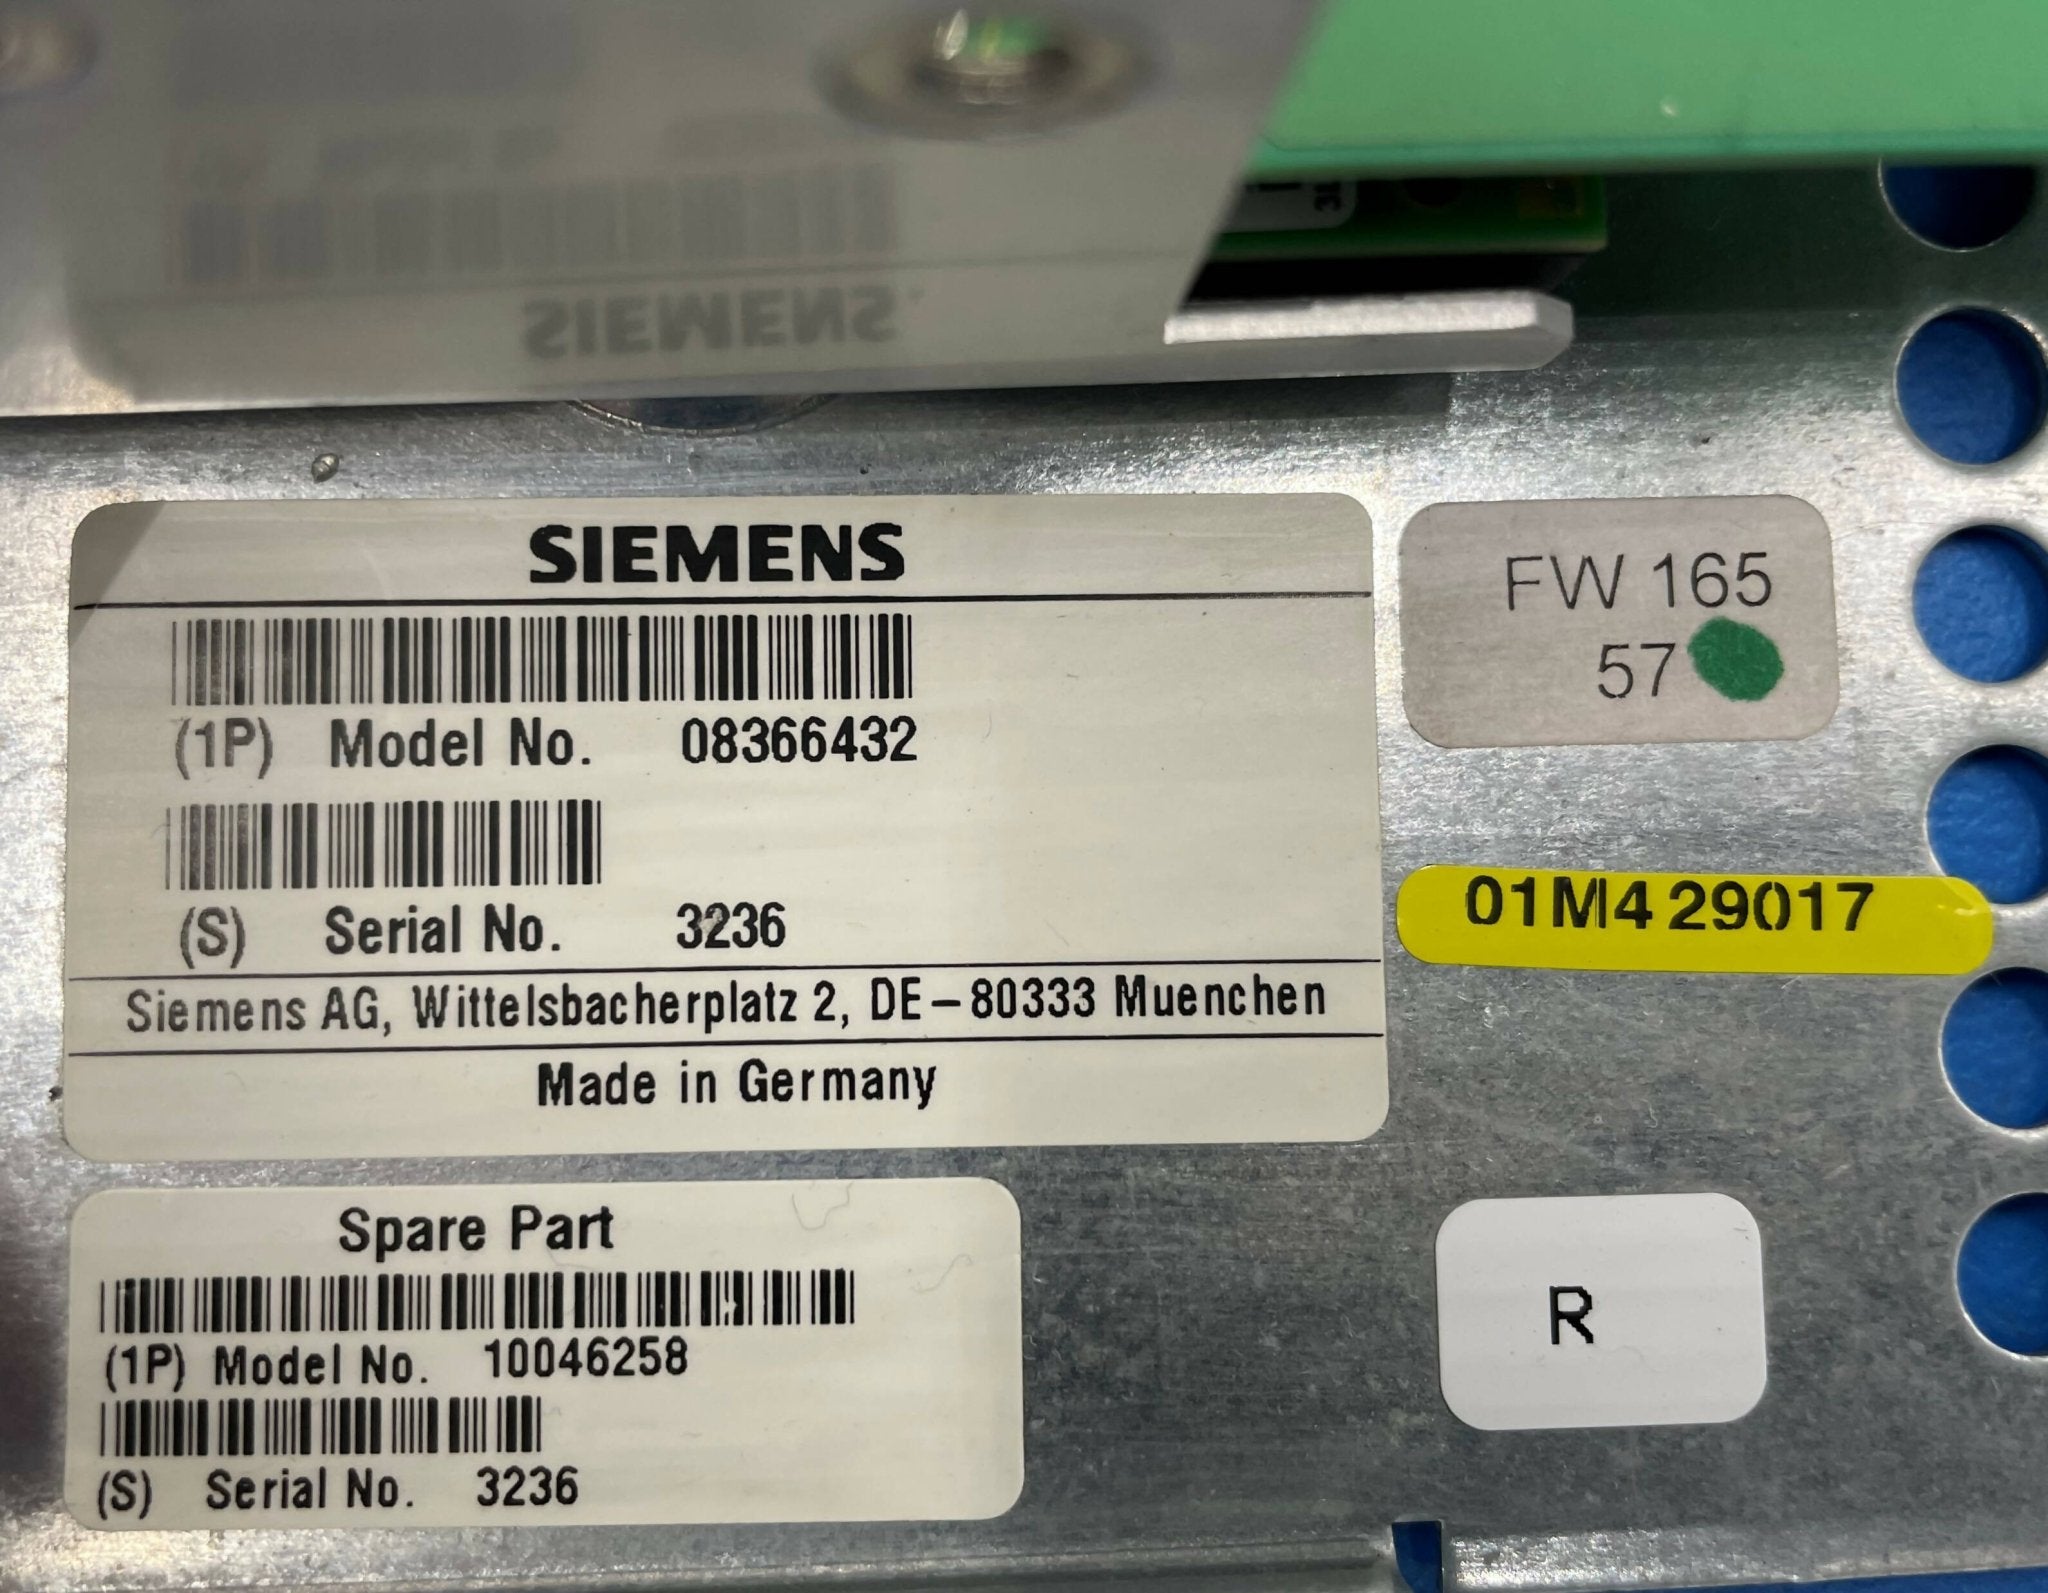 SIEMENS
SIEMENS
(1P) Model No. 08366432
(S) Serial No. 3236
Siemens AG, Wittelsbacherplatz 2, DE-80333 Muenchen
Made in Germany
FW 165
57
01M4 29017
Spare Part
(1P) Model No. 10046258
(S) Serial No. 3236
R